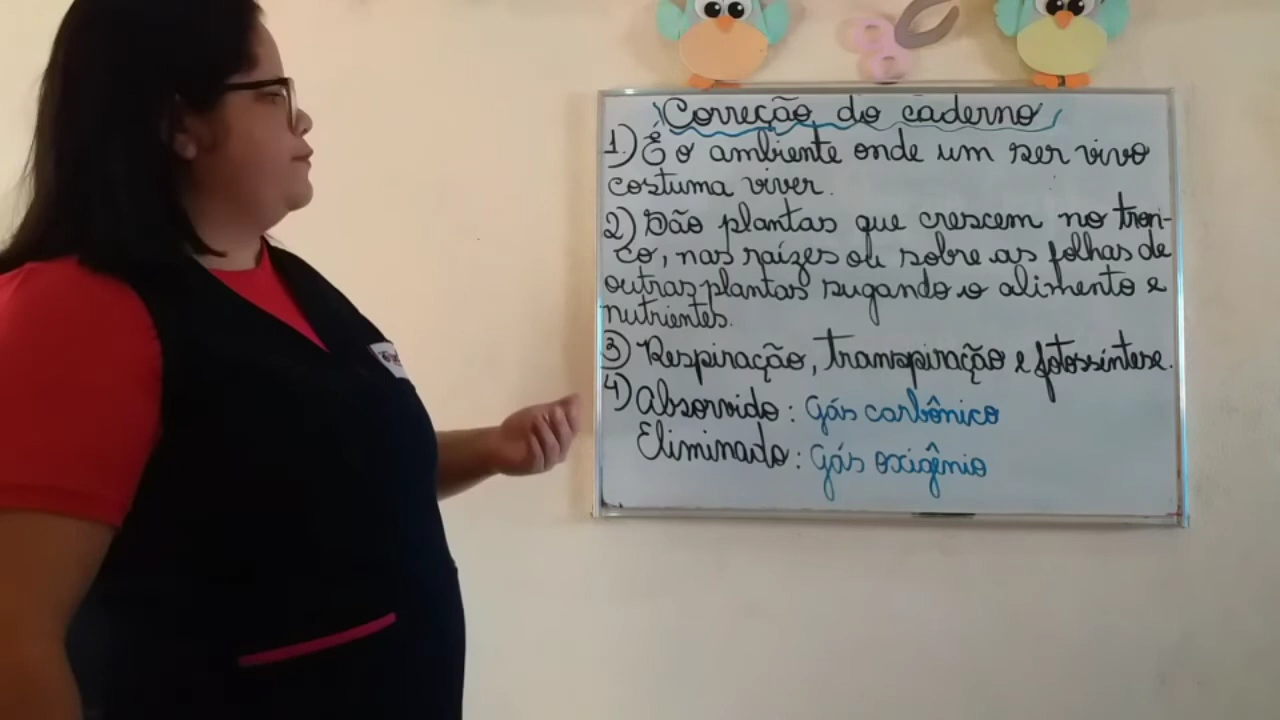 Correção do caderno
1) É o ambiente onde um ser vivo
costuma viver.
2) São plantas que crescem no tron-
co, nas raízes ou sobre as folhas de
outras plantas sugando o alimento e
nutrientes.
3) Respiração, transpiração e fotossíntese.
4) Absorvido: Gás carbônico
Eliminado: Gás oxigênio